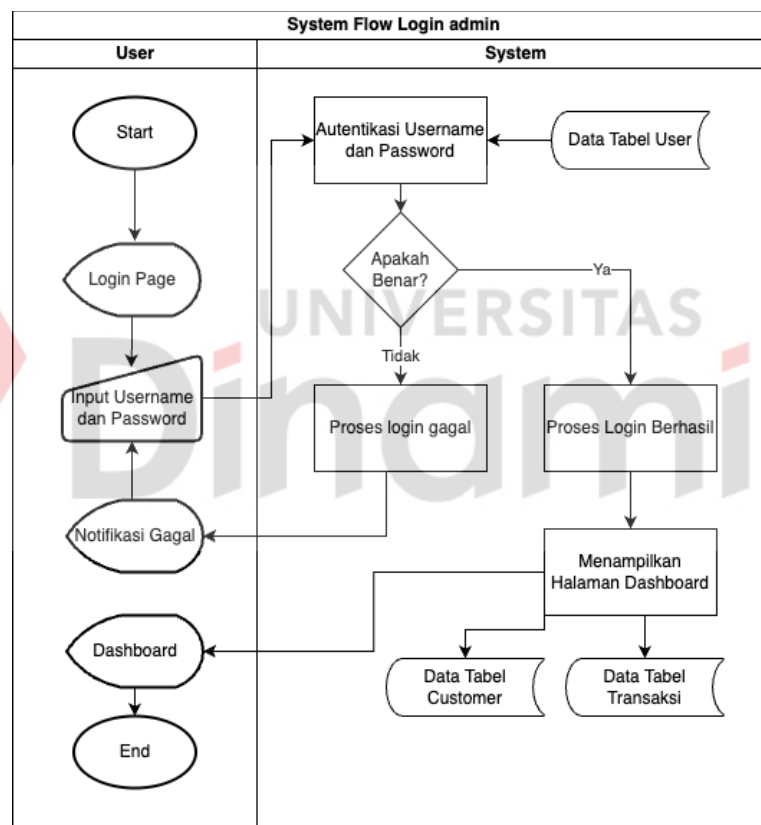 System Flow Login admin
User
System
Start
Autentikasi Username
dan Password
Data Tabel User
Login Page
Apakah
Benar?
Ya
UNIVERSITAS
Tidak
Dinami
Input Username
dan Password
Proses login gagal
Proses Login Berhasil
Notifikasi Gagal
Menampilkan
Halaman Dashboard
Dashboard
Data Tabel
Customer
Data Tabel
Transaksi
End